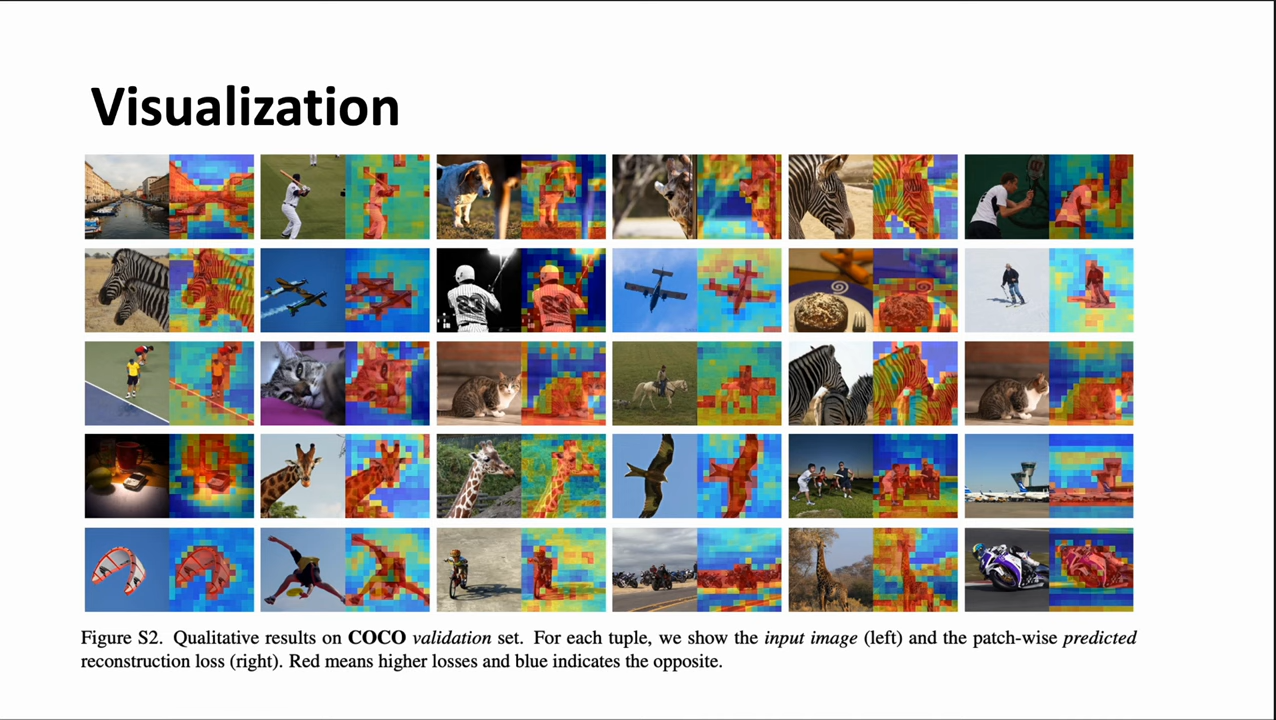 Visualization
Figure S2. Qualitative results on COCO validation set. For each tuple, we show the input image (left) and the patch-wise predicted
reconstruction loss (right). Red means higher losses and blue indicates the opposite.